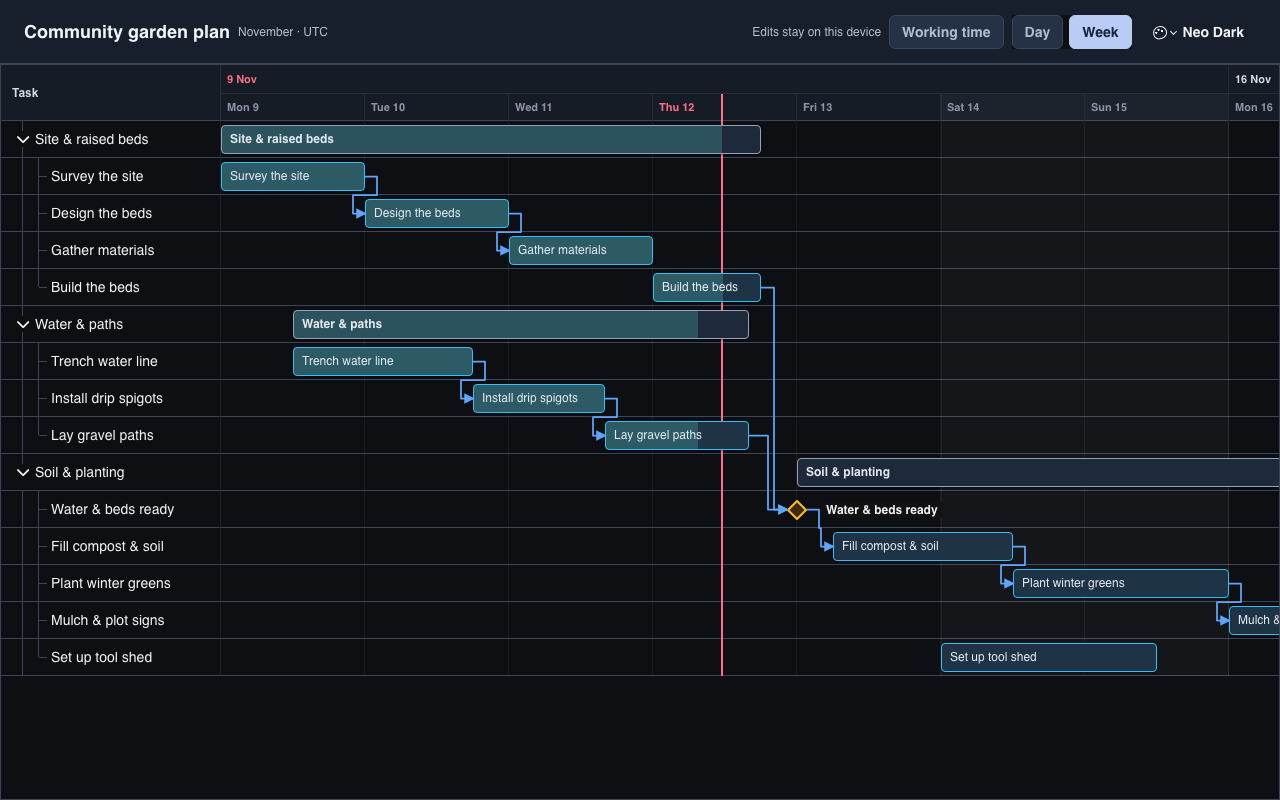 Community garden plan November · UTC
Edits stay on this device Working time Day Week Neo Dark
Task
9 Nov 16 Nov
Mon 9 Tue 10 Wed 11 Thu 12 Fri 13 Sat 14 Sun 15 Mon 16
Site & raised beds Site & raised beds
Survey the site Survey the site
Design the beds Design the beds
Gather materials Gather materials
Build the beds Build the beds
Water & paths Water & paths
Trench water line Trench water line
Install drip spigots Install drip spigots
Lay gravel paths Lay gravel paths
Soil & planting Soil & planting
Water & beds ready Water & beds ready
Fill compost & soil Fill compost & soil
Plant winter greens Plant winter greens
Mulch & plot signs Mulch &
Set up tool shed Set up tool shed